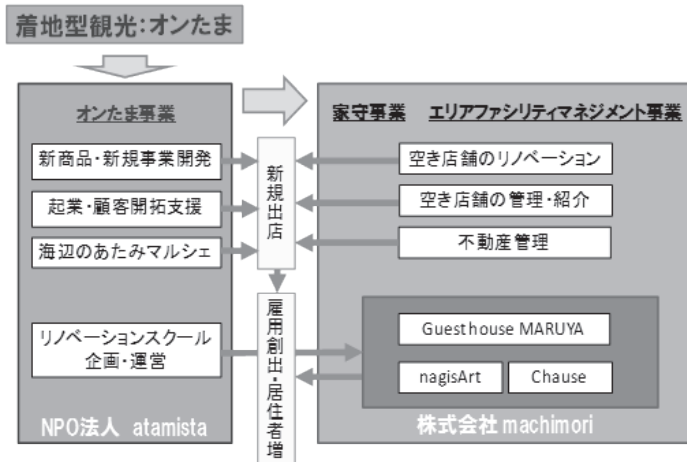 着地型観光：オンたま
オンたま事業
新商品・新規事業開発
起業・顧客開拓支援
海辺のあたみマルシェ
リノベーションスクール
企画・運営
NPO法人 atamista
新規出店
雇用創出・居住者増
家守事業 エリアファシリティマネジメント事業
空き店舗のリノベーション
空き店舗の管理・紹介
不動産管理
Guesthouse MARUYA
nagisArt
Chause
株式会社 machimori